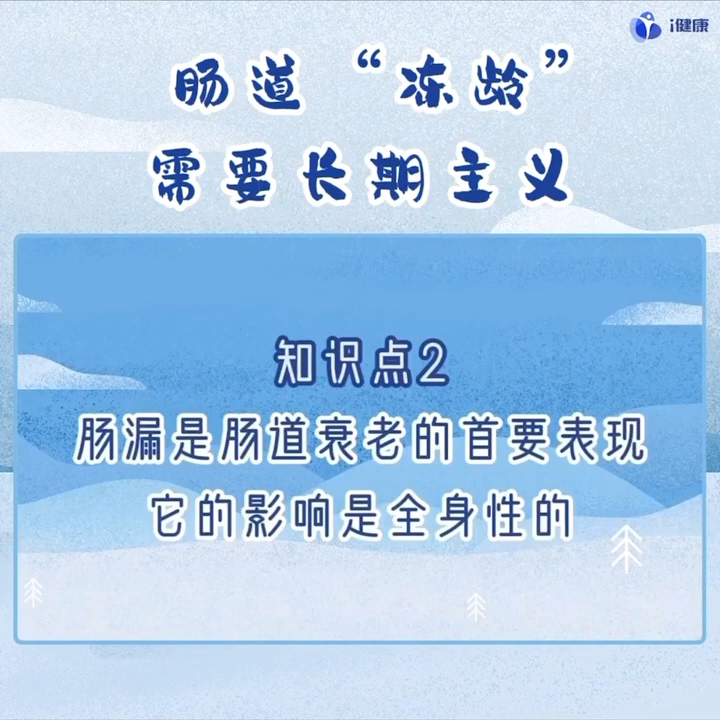 i健康
肠道“冻龄”
需要长期主义
知识点2
肠漏是肠道衰老的首要表现
它的影响是全身性的